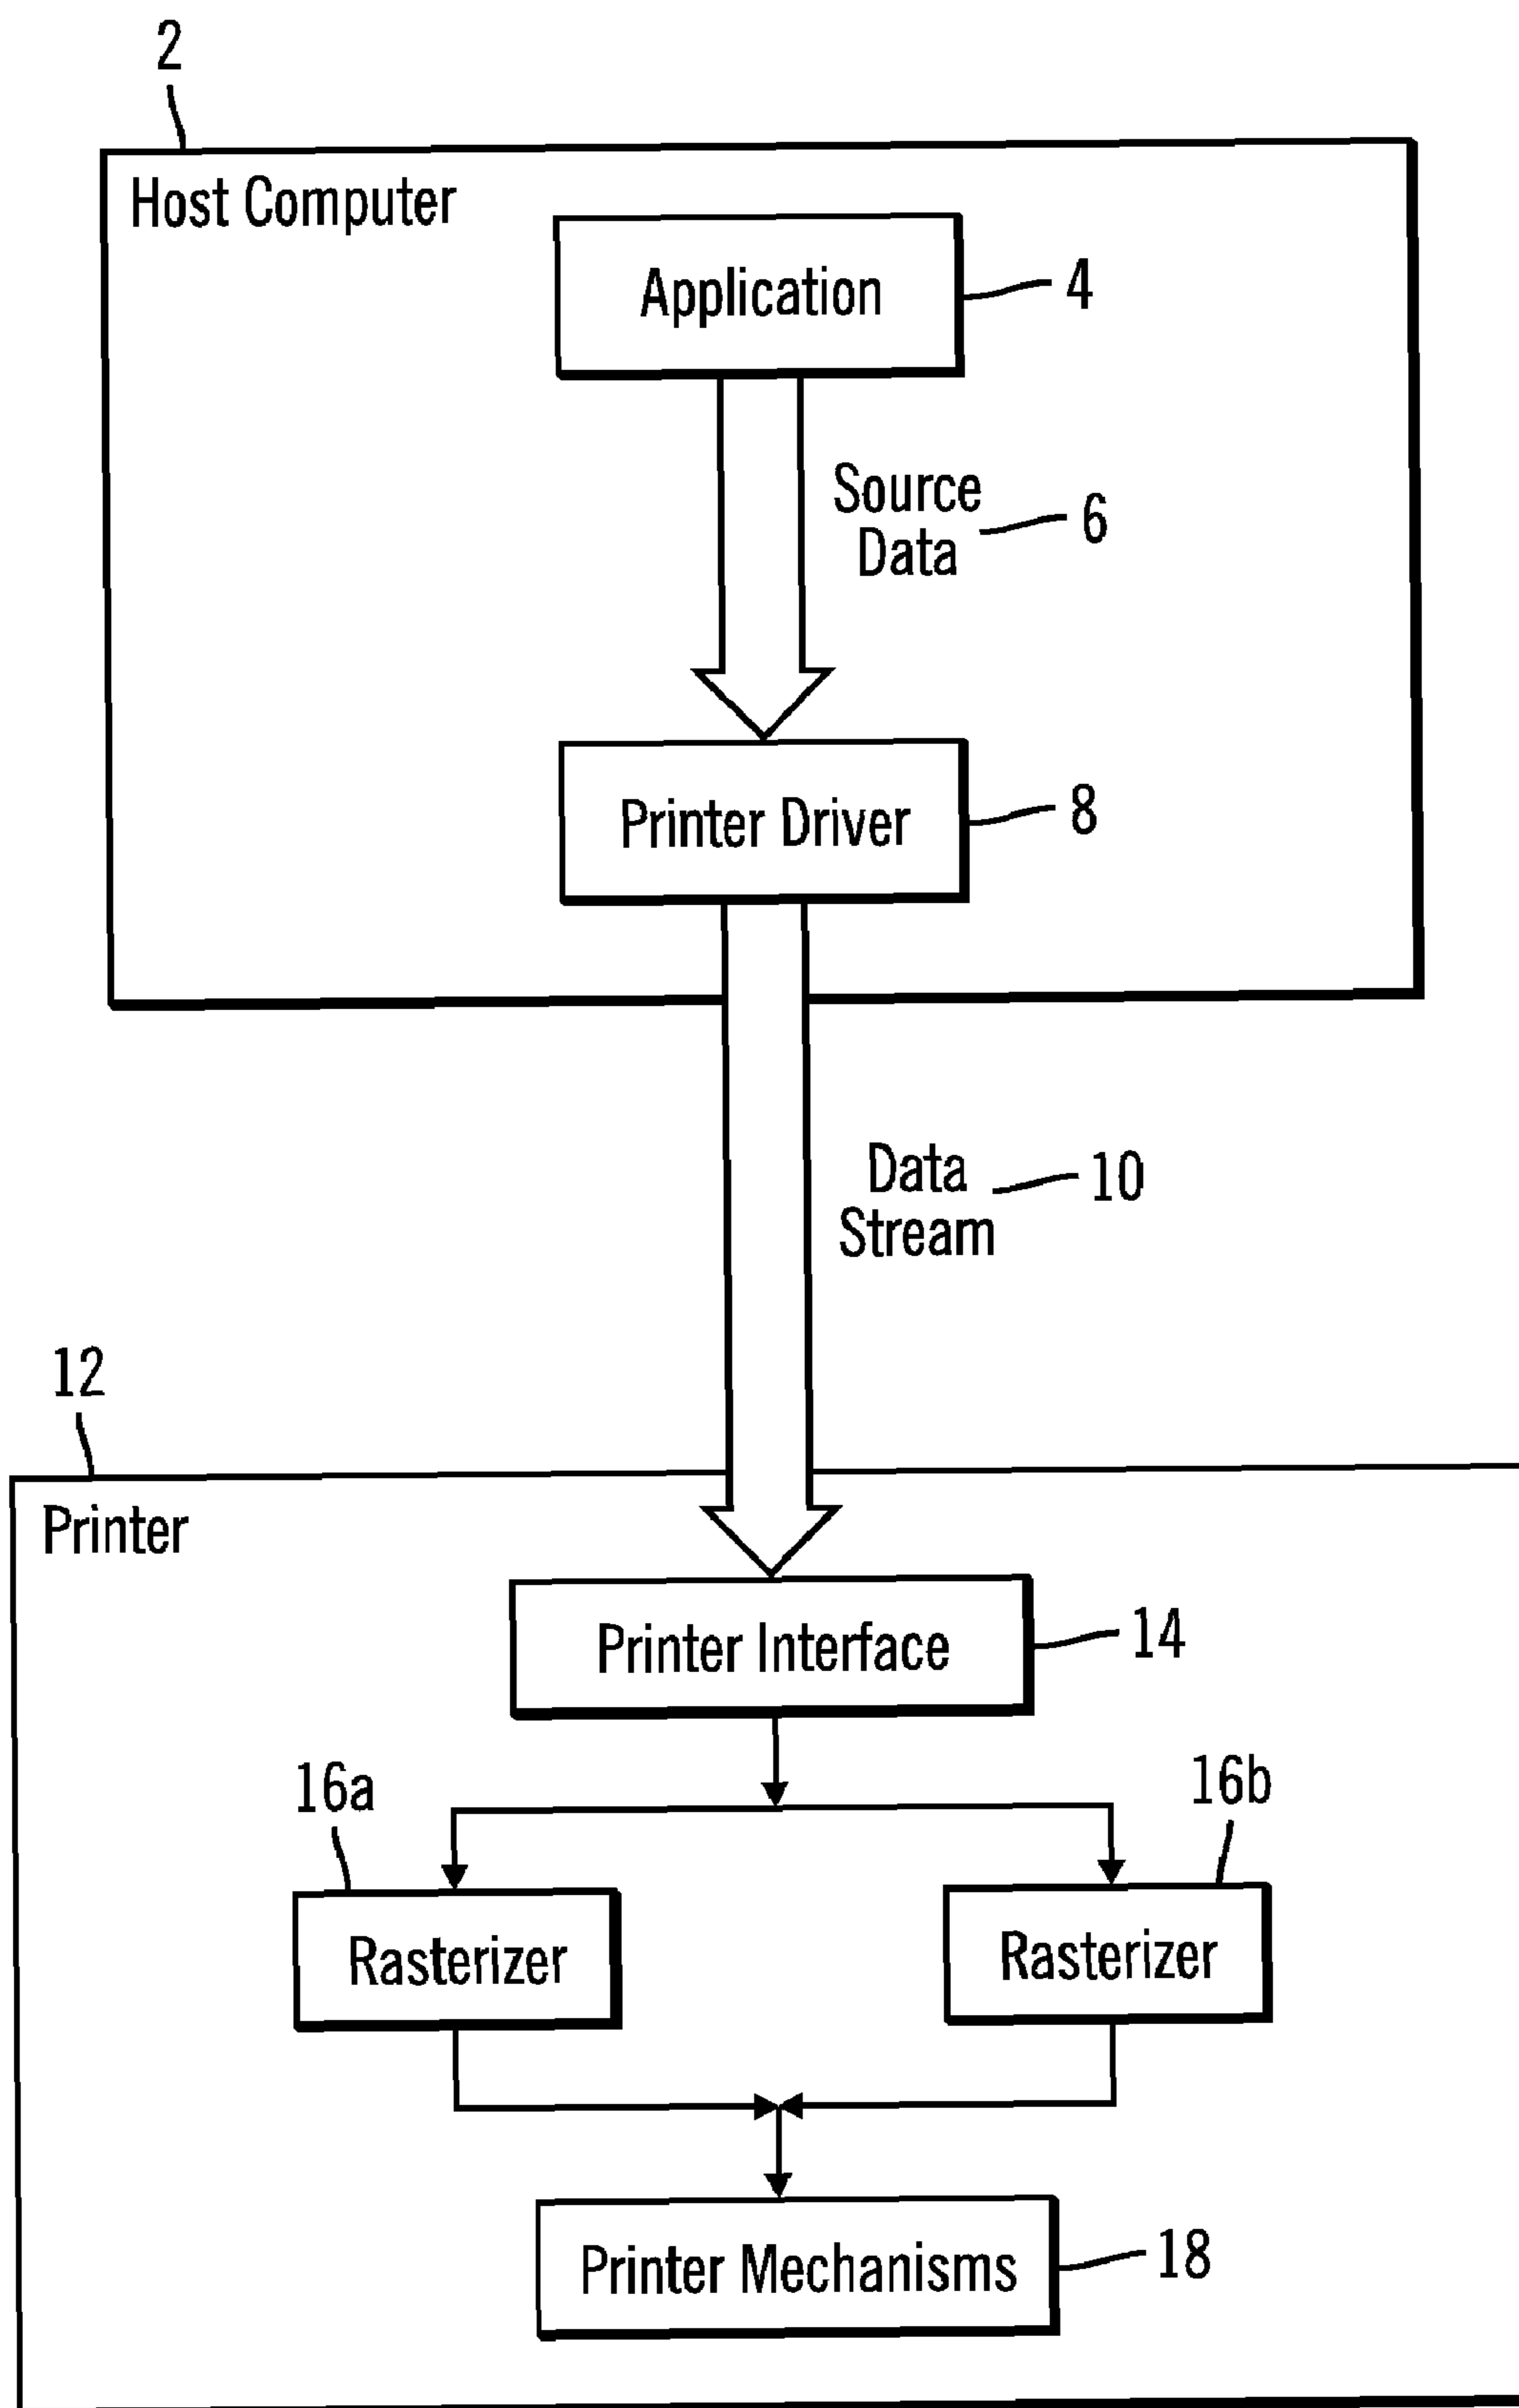 2
Host Computer
Application
4
Source
Data
6
Printer Driver
8
Data
Stream
10
12
Printer
Printer Interface
14
16a
16b
Rasterizer
Rasterizer
Printer Mechanisms
18